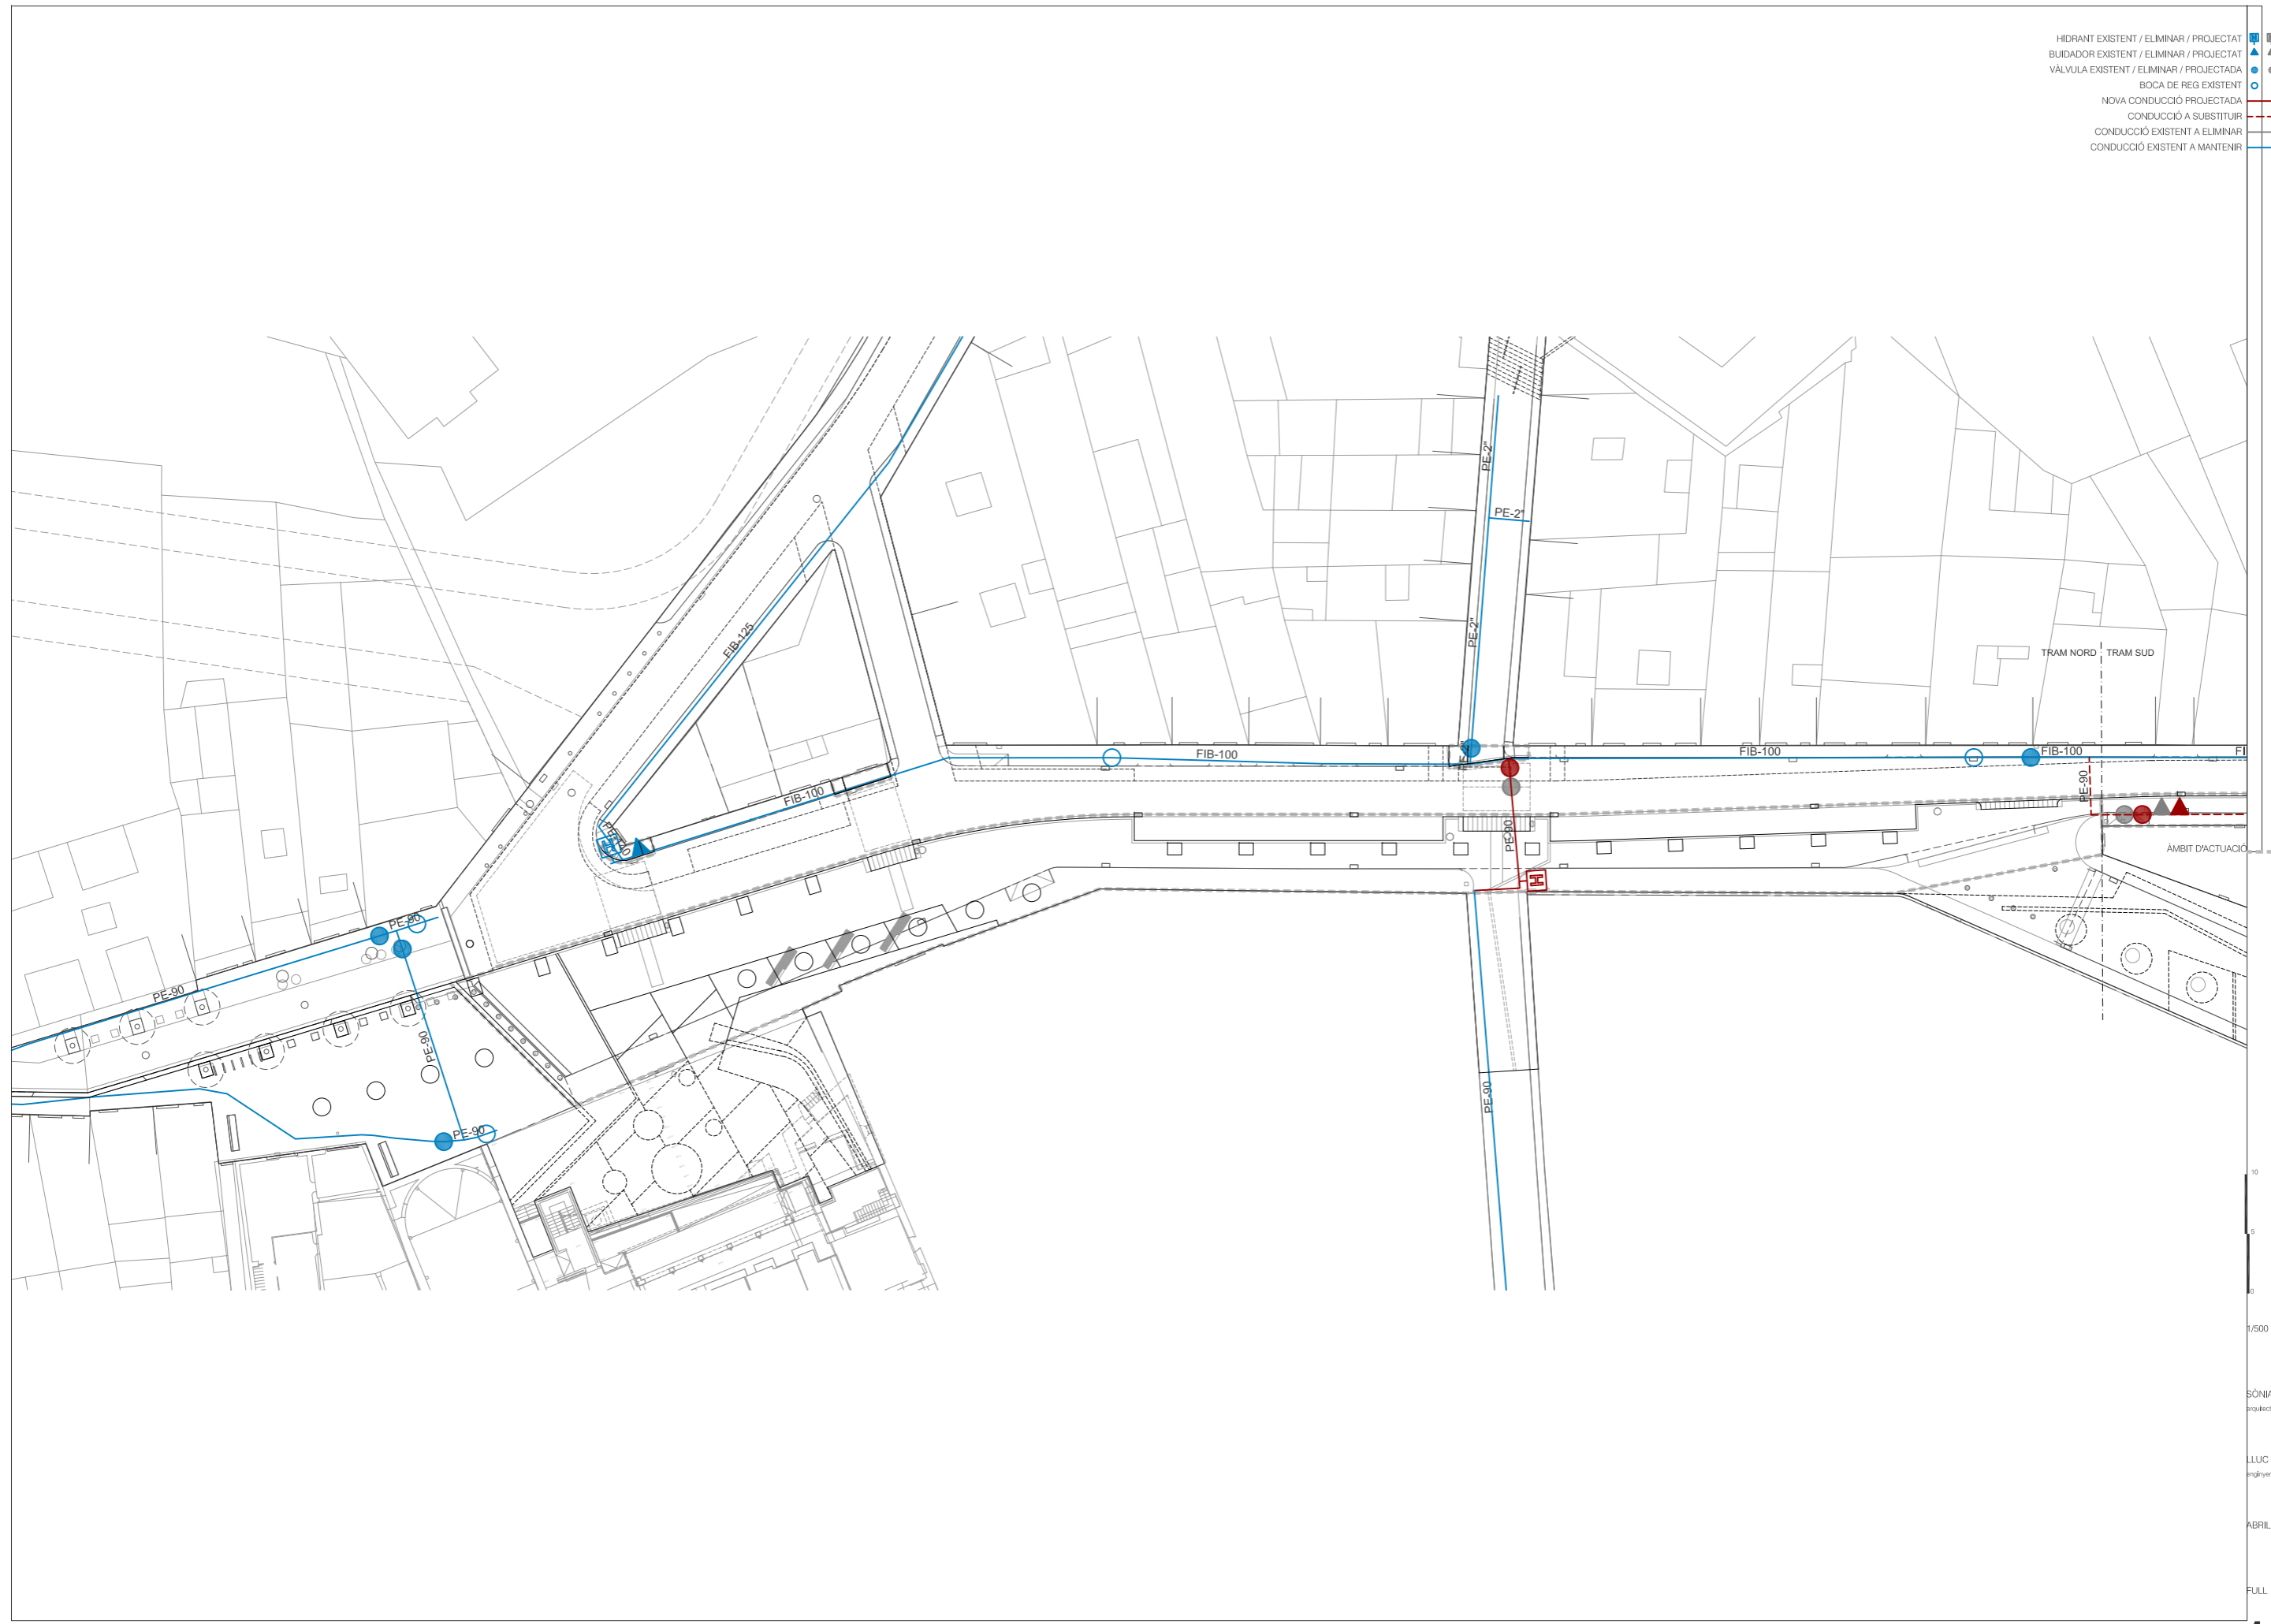 HIDRANT EXISTENT / ELIMINAR / PROJECTAT
BUIDADOR EXISTENT / ELIMINAR / PROJECTAT
VÀLVULA EXISTENT / ELIMINAR / PROJECTADA
BOCA DE REG EXISTENT
NOVA CONDUCCIÓ PROJECTADA
CONDUCCIÓ A SUBSTITUIR
CONDUCCIÓ EXISTENT A ELIMINAR
CONDUCCIÓ EXISTENT A MANTENIR
PE-2"
PE-2"
PE-2"
FIB-125
TRAM NORD
TRAM SUD
FIB-100
FIB-100
FIB-100
PE-90
FIB-100
H
PE-90
ÀMBIT D'ACTUACIÓ
H
PE-90
PE-90
PE-90
PE-90
PE-90
10
5
0
1/500
SÒNIA
LLUC
ABRIL
FULL